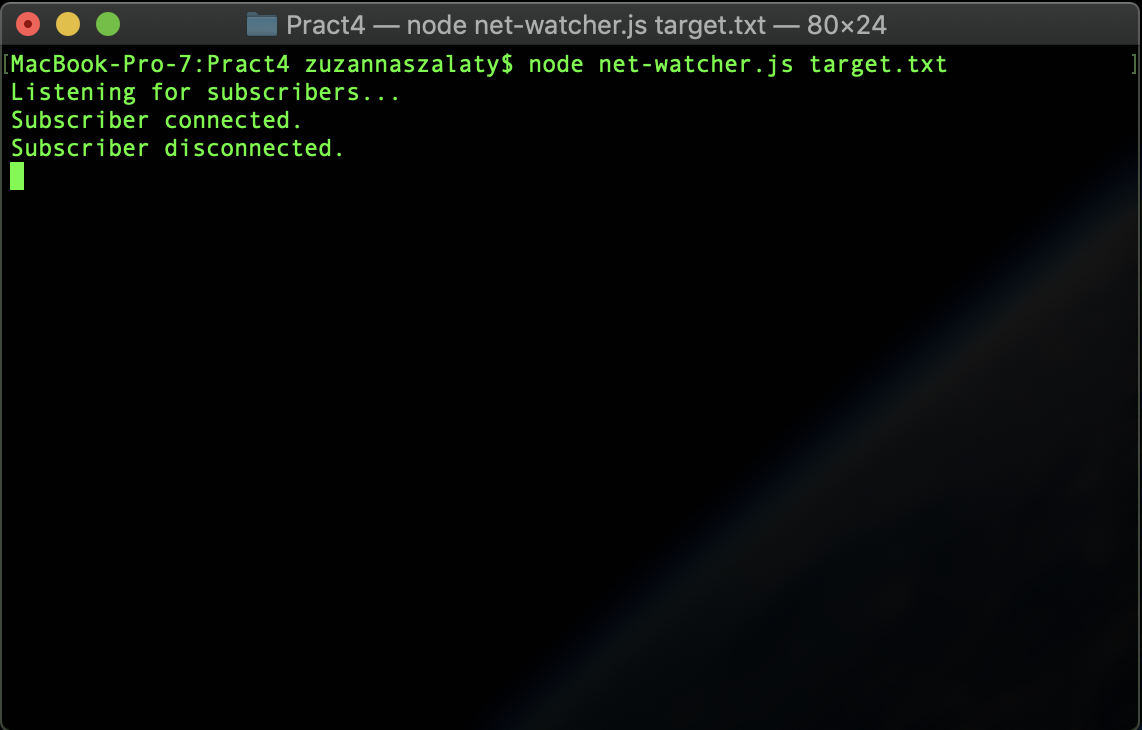 Pract4 — node net-watcher.js target.txt — 80×24
[MacBook-Pro-7:Pract4 zuzannaszalaty$ node net-watcher.js target.txt ]
Listening for subscribers...
Subscriber connected.
Subscriber disconnected.